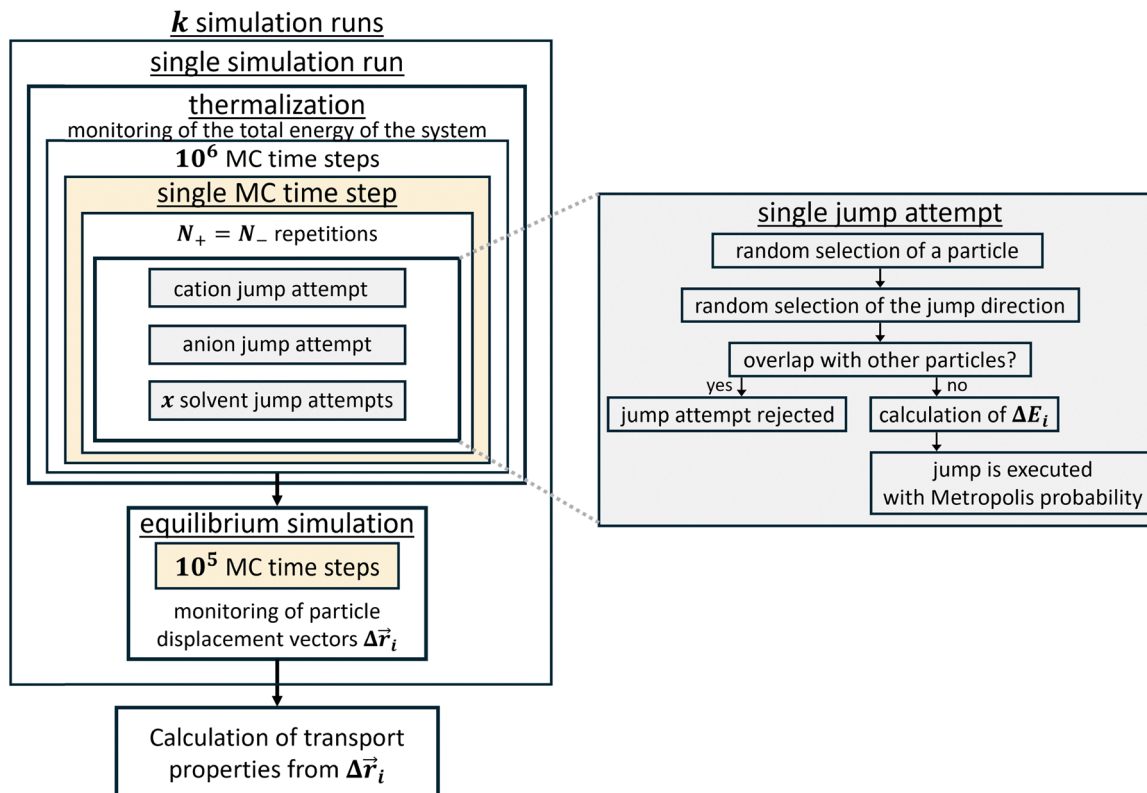 k simulation runs
single simulation run
thermalization
monitoring of the total energy of the system
10⁶ MC time steps
single MC time step
N₊ = N₋ repetitions
cation jump attempt
anion jump attempt
x solvent jump attempts
equilibrium simulation
10⁵ MC time steps
monitoring of particle
displacement vectors Δr⃗ᵢ
Calculation of transport
properties from Δr⃗ᵢ
single jump attempt
random selection of a particle
random selection of the jump direction
overlap with other particles?
yes
no
jump attempt rejected
calculation of ΔEᵢ
jump is executed
with Metropolis probability